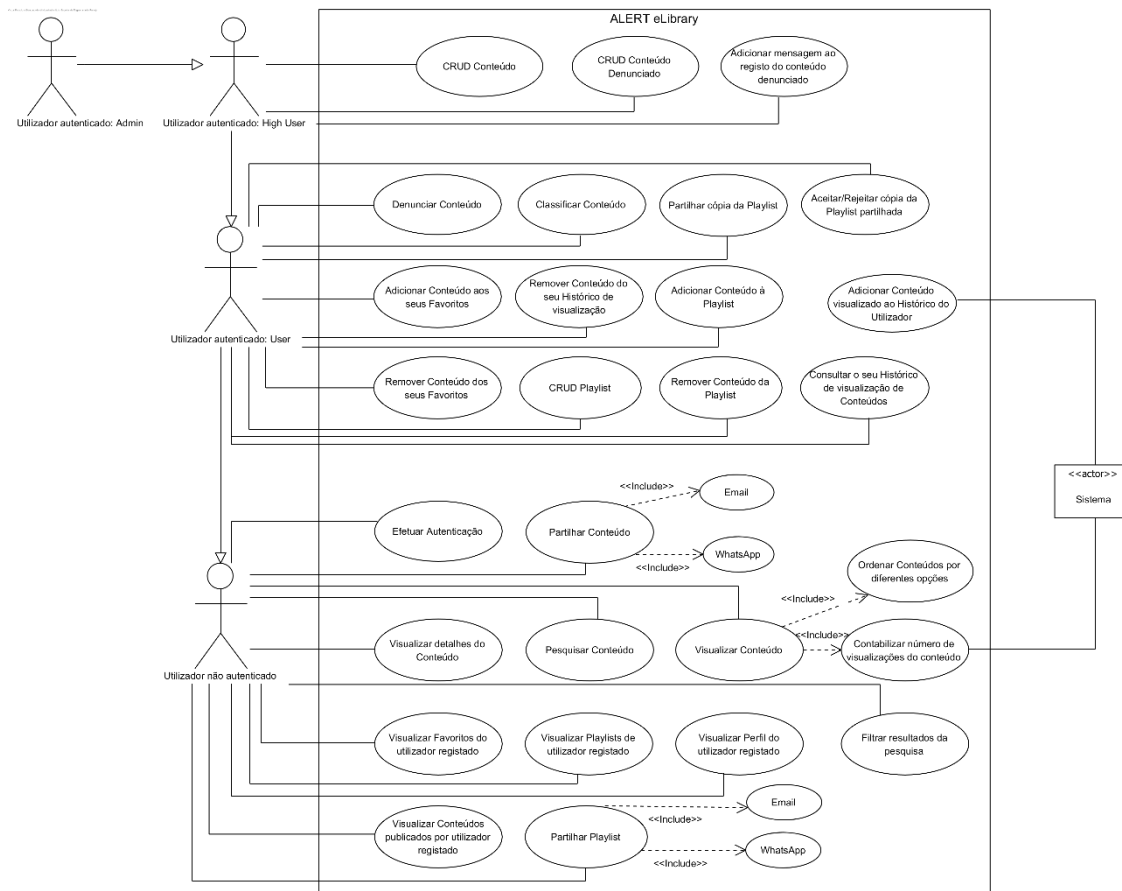 ALERT eLibrary
CRUD Conteúdo
CRUD Conteúdo
Denunciado
Adicionar mensagem ao
registo do conteúdo
denunciado
Utilizador autenticado: Admin
Utilizador autenticado: High User
Denunciar Conteúdo
Classificar Conteúdo
Partilhar cópia da Playlist
Aceitar/Rejeitar cópia da
Playlist partilhada
Adicionar Conteúdo aos
seus Favoritos
Remover Conteúdo do
seu Histórico de
visualização
Adicionar Conteúdo á
Playlist
Adicionar Conteúdo
visualizado ao Histórico do
Utilizador
Utilizador autenticado: User
Remover Conteúdo dos
seus Favoritos
CRUD Playlist
Remover Conteúdo da
Playlist
Consultar o seu Histórico
de visualização de
Conteúdos
<<actor>>
Sistema
<<Include>>
Email
Efetuar Autenticação
Partilhar Conteúdo
<<Include>>
WhatsApp
Ordenar Conteúdos por
diferentes opções
<<Include>>
Visualizar detalhes do
Conteúdo
Pesquisar Conteúdo
Visualizar Conteúdo
<<Include>>
Contabilizar número de
visualizações do conteúdo
Utilizador não autenticado
Visualizar Favoritos do
utilizador registado
Visualizar Playlists de
utilizador registado
Visualizar Perfil do
utilizador registado
Filtrar resultados da
pesquisa
Visualizar Conteúdos
publicados por utilizador
registado
Partilhar Playlist
<<Include>>
Email
<<Include>>
WhatsApp